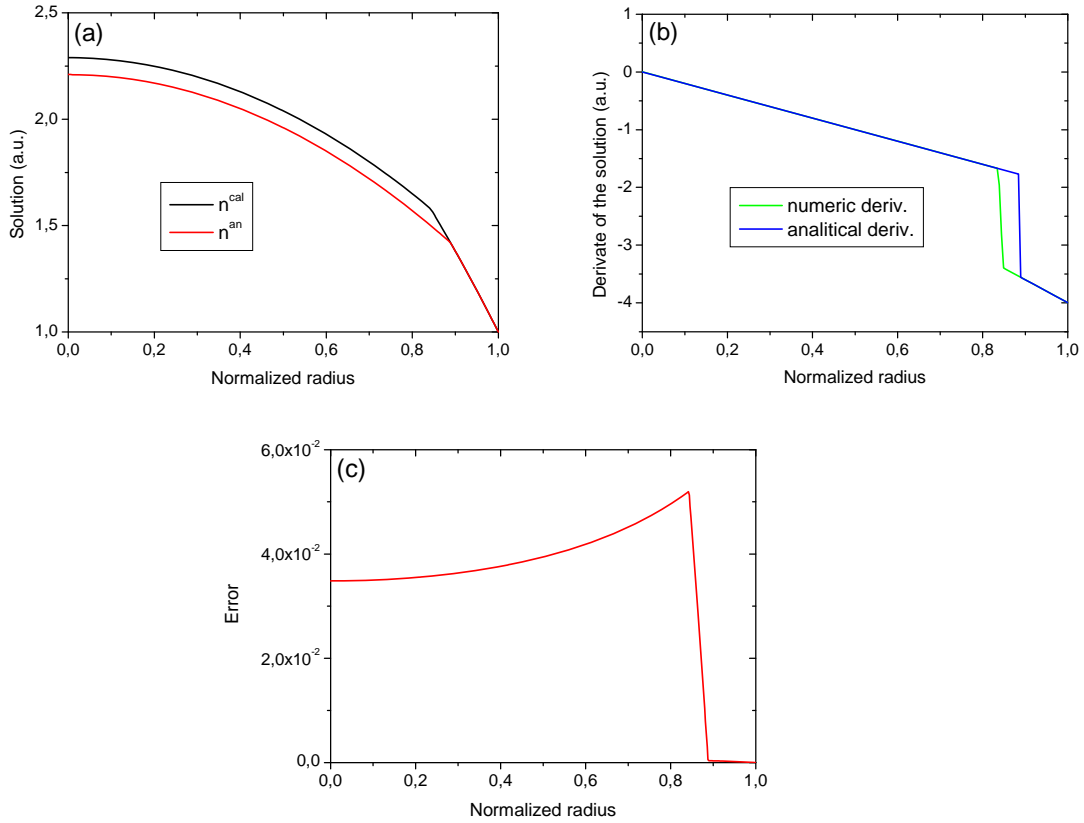 (a)
2,5
2,0
1,5
1,0
Solution (a.u.)
n^cal
n^an
0,0 0,2 0,4 0,6 0,8 1,0
Normalized radius
(b)
1
0
-1
-2
-3
-4
Derivate of the solution (a.u.)
numeric deriv.
analitical deriv.
0,0 0,2 0,4 0,6 0,8 1,0
Normalized radius
(c)
6,0x10^-2
4,0x10^-2
2,0x10^-2
0,0
Error
0,0 0,2 0,4 0,6 0,8 1,0
Normalized radius